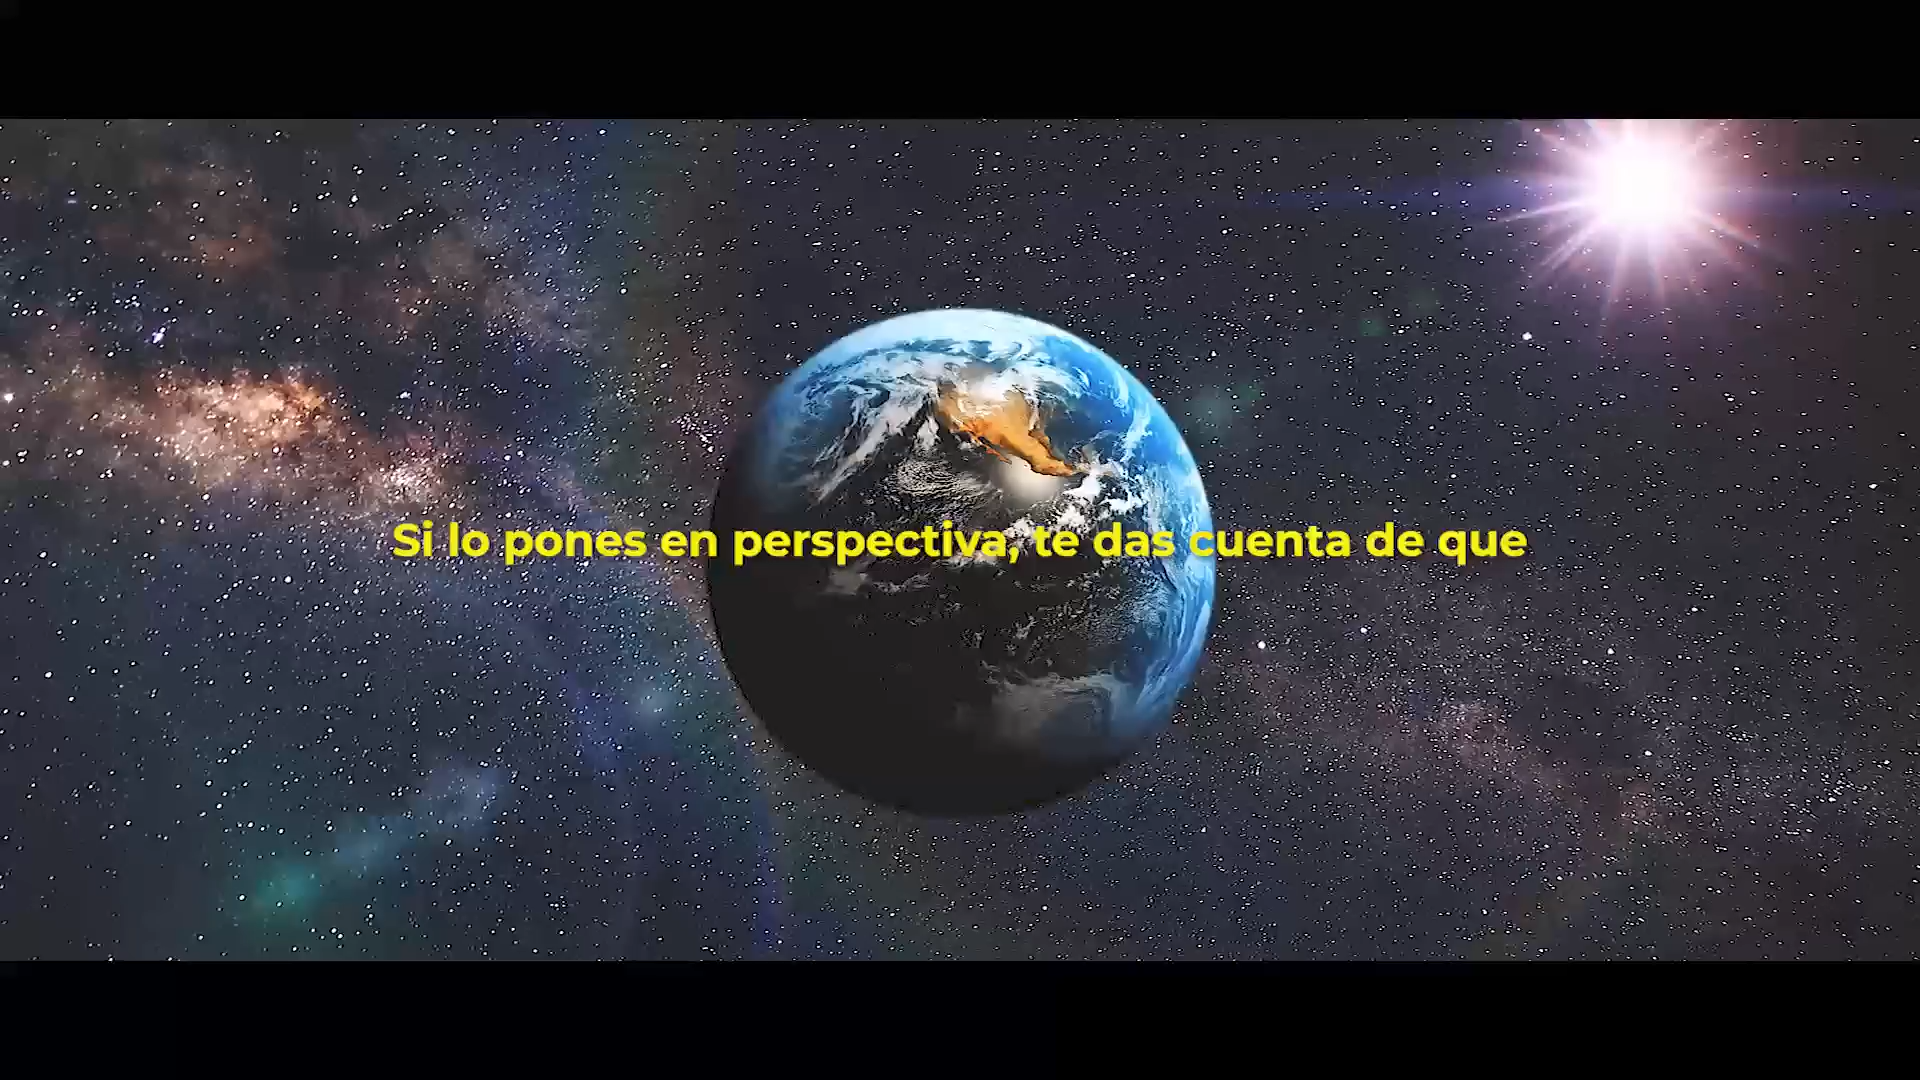 Si lo pones en perspectiva, te das cuenta de que